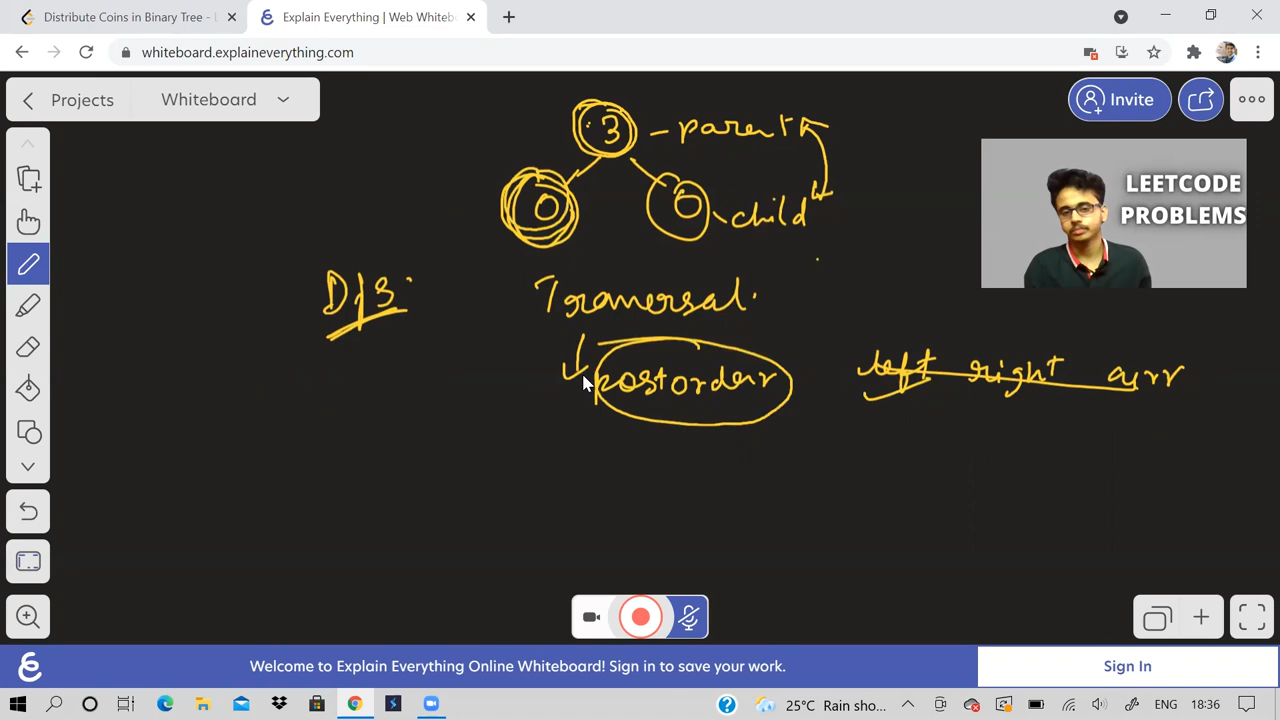 Distribute Coins in Binary Tree - L
Explain Everything | Web Whiteb
whiteboard.explaineverything.com
Projects
Whiteboard
Invite
3 - parent
0
0
child
LEETCODE
PROBLEMS
Dfs
Traversal.
postorder
left right curr
Welcome to Explain Everything Online Whiteboard! Sign in to save your work.
Sign In
25°C Rain sho...
ENG
18:36